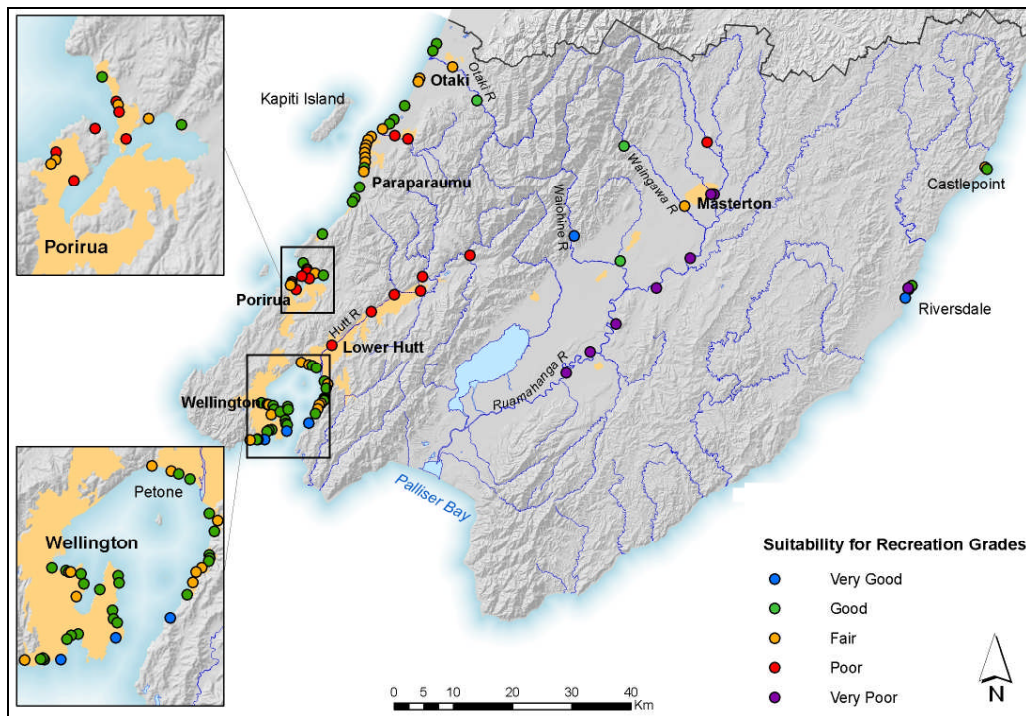 Otaki
Otaki R
Kapiti Island
Paraparaumu
Waingawa R
Waiohine R
Masterton
Castlepoint
Riversdale
Porirua
Porirua
Hutt R
Lower Hutt
Wellington
Ruamahanga R
Palliser Bay
Petone
Wellington
Suitability for Recreation Grades
Very Good
Good
Fair
Poor
Very Poor
0 5 10 20 30 40
Km
N